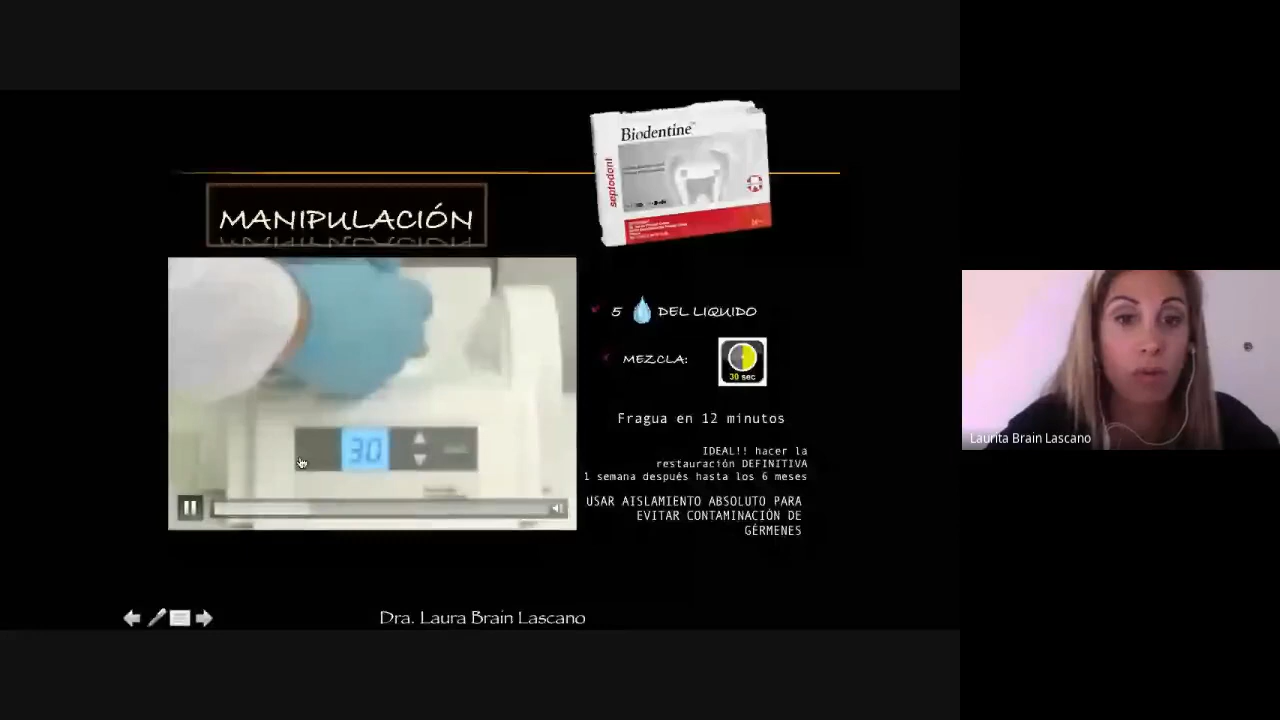 Biodentine
septodont
MANIPULACIÓN
5 DEL LIQUIDO
MEZCLA:
30 sec
Fragua en 12 minutos
30
IDEAL!! hacer la
restauración DEFINITIVA
1 semana después hasta los 6 meses
USAR AISLAMIENTO ABSOLUTO PARA
EVITAR CONTAMINACIÓN DE
GÉRMENES
Laurita Brain Lascano
Dra. Laura Brain Lascano